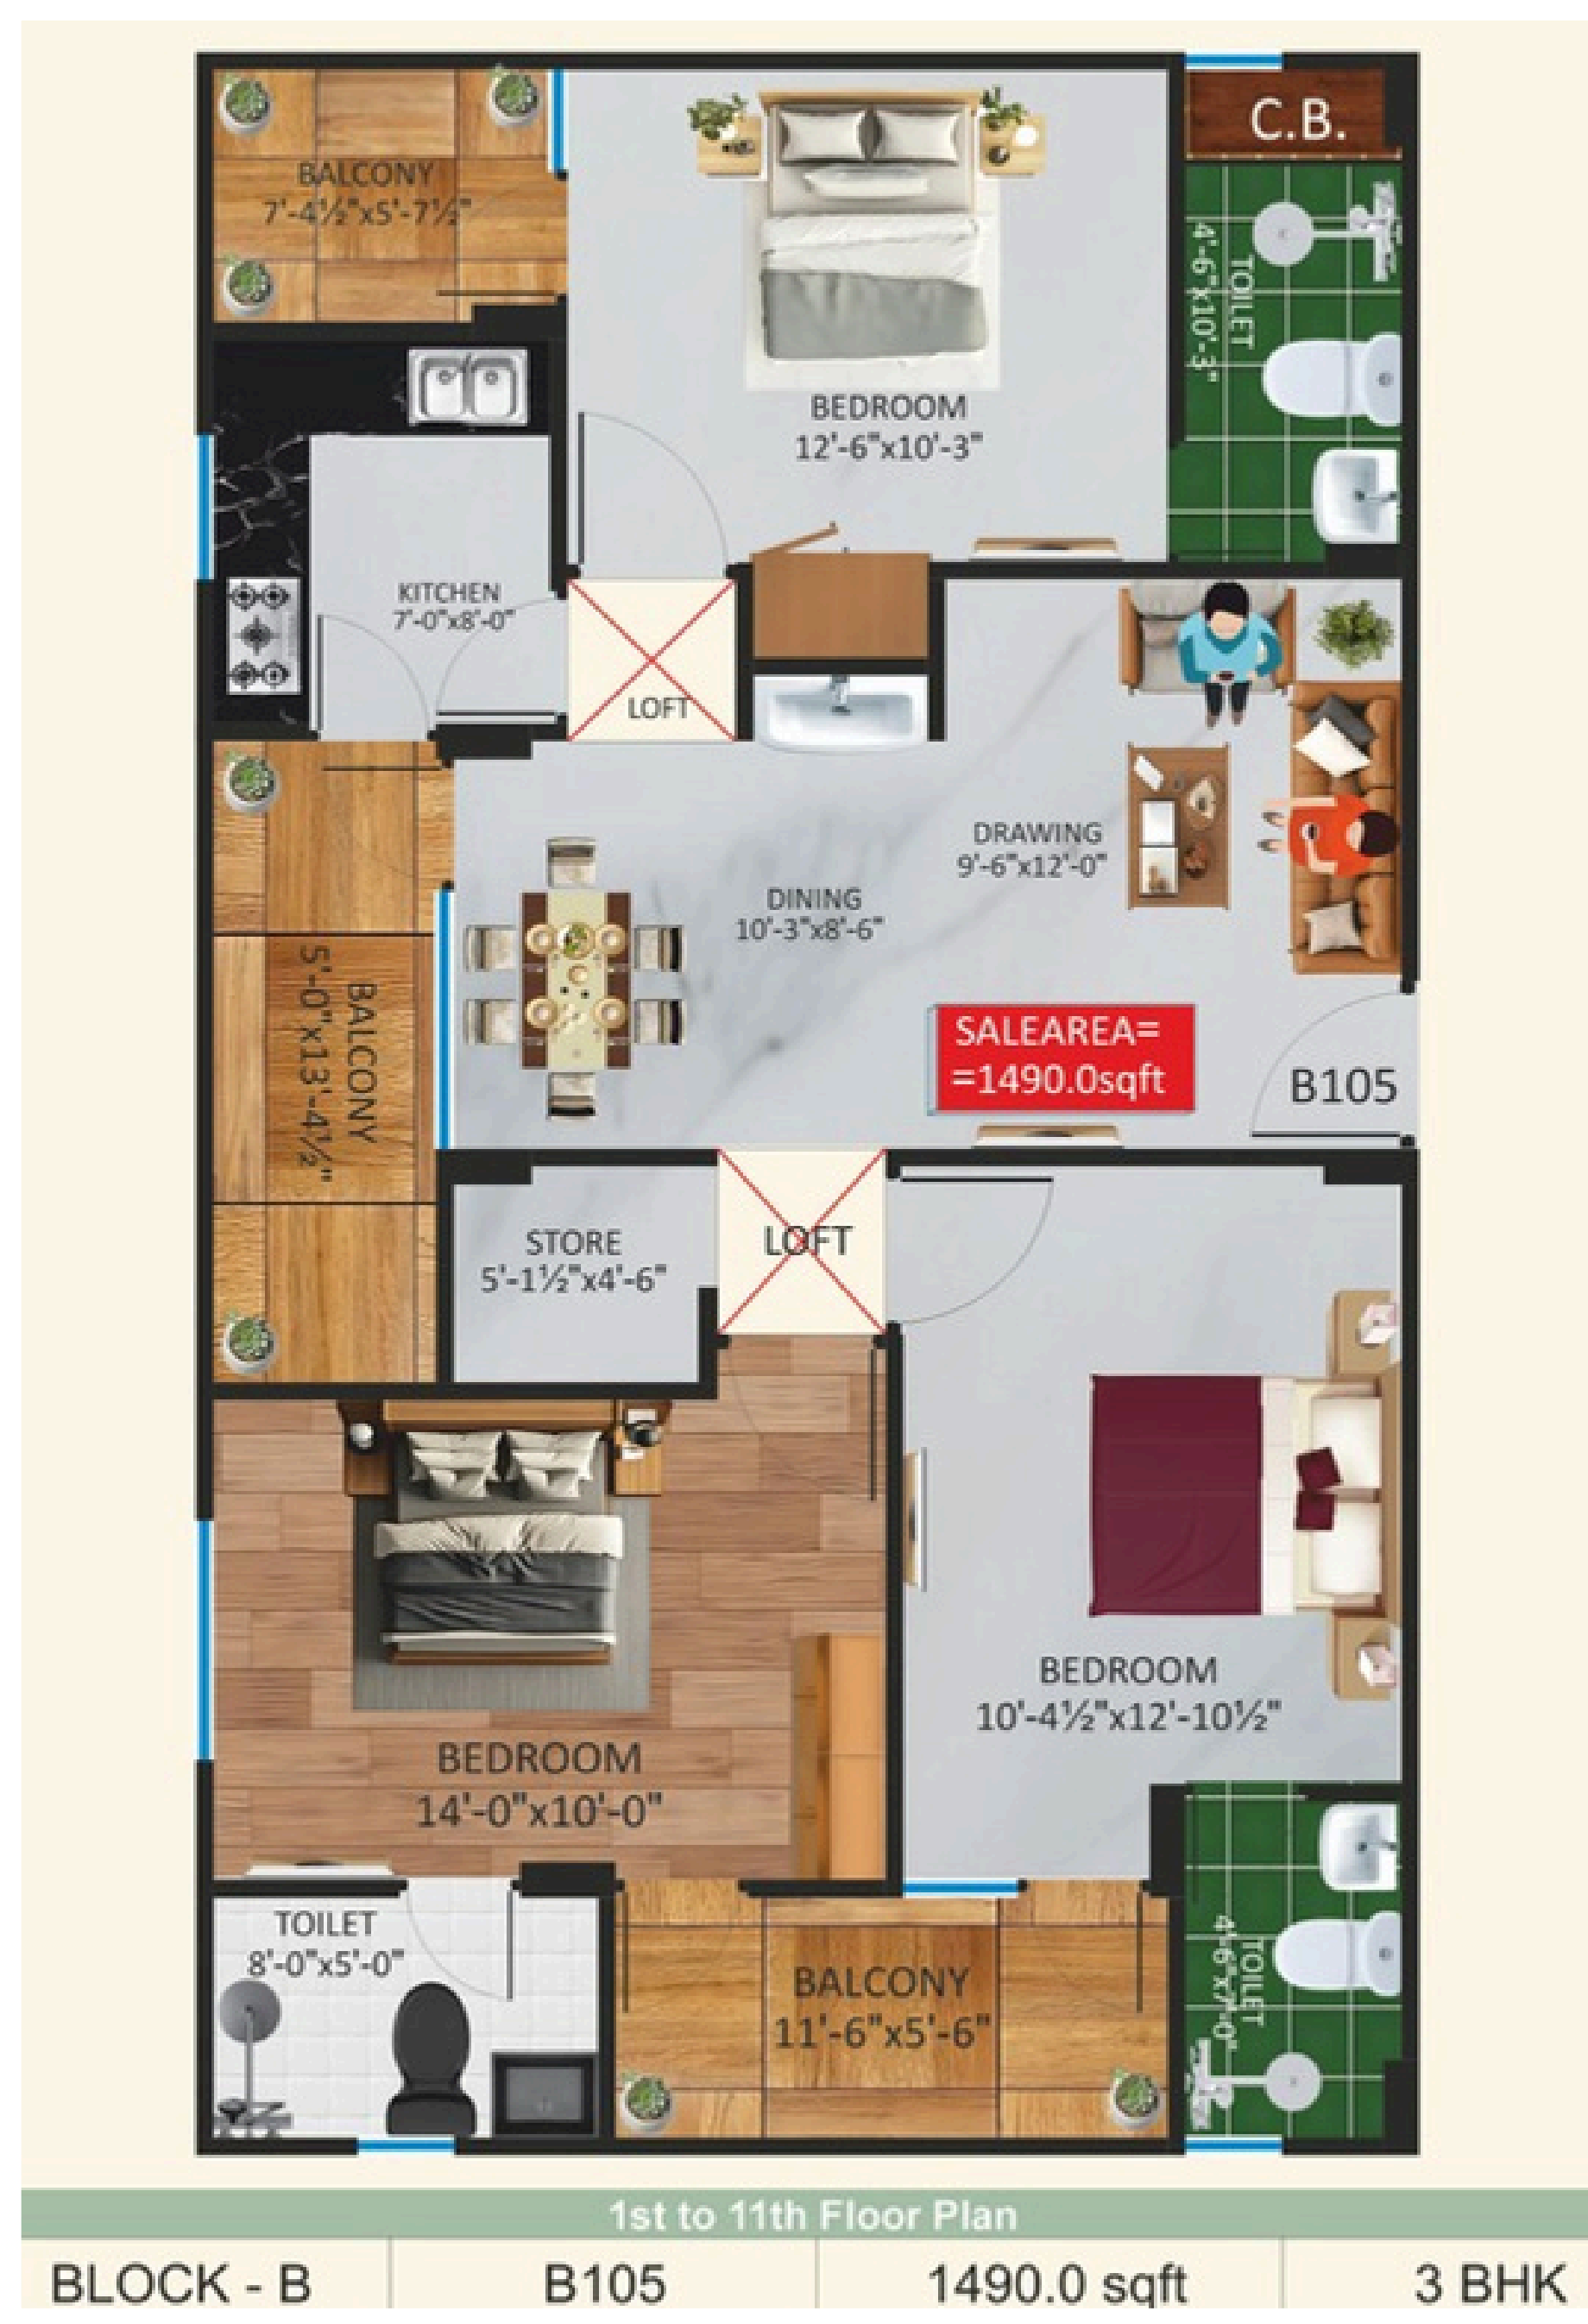 C.B.
BALCONY
7'-4½"x5'-7½"
TOILET
4'-6"x10'-3"
BEDROOM
12'-6"x10'-3"
KITCHEN
7'-0"x8'-0"
LOFT
DRAWING
9'-6"x12'-0"
DINING
10'-3"x8'-6"
BALCONY
5'-0"x13'-4½"
SALEAREA=
=1490.0sqft
B105
STORE
5'-1½"x4'-6"
LOFT
BEDROOM
10'-4½"x12'-10½"
BEDROOM
14'-0"x10'-0"
TOILET
8'-0"x5'-0"
BALCONY
11'-6"x5'-6"
TOILET
4'-6"x7'-0"
1st to 11th Floor Plan
BLOCK - B
B105
1490.0 sqft
3 BHK